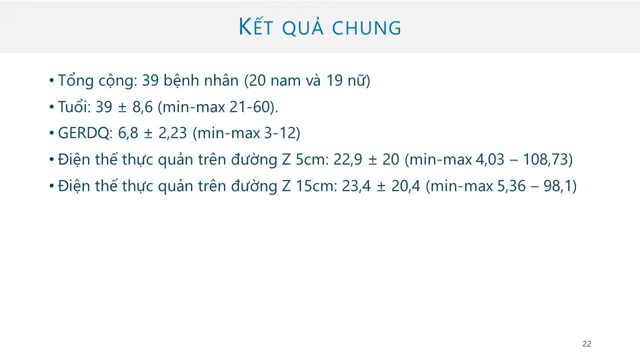 KẾT QUẢ CHUNG
• Tổng cộng: 39 bệnh nhân (20 nam và 19 nữ)
• Tuổi: 39 ± 8,6 (min-max 21-60).
• GERDQ: 6,8 ± 2,23 (min-max 3-12)
• Điện thế thực quản trên đường Z 5cm: 22,9 ± 20 (min-max 4,03 – 108,73)
• Điện thế thực quản trên đường Z 15cm: 23,4 ± 20,4 (min-max 5,36 – 98,1)
22